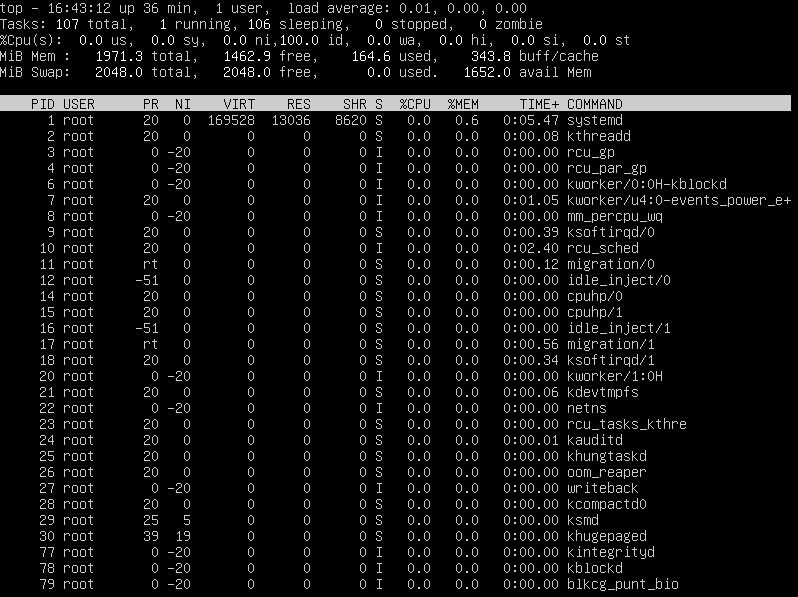 top - 16:43:12 up 36 min,  1 user,  load average: 0.01, 0.00, 0.00
Tasks: 107 total,   1 running, 106 sleeping,   0 stopped,   0 zombie
%Cpu(s):  0.0 us,  0.0 sy,  0.0 ni,100.0 id,  0.0 wa,  0.0 hi,  0.0 si,  0.0 st
MiB Mem :   1971.3 total,   1462.9 free,    164.6 used,    343.8 buff/cache
MiB Swap:   2048.0 total,   2048.0 free,      0.0 used.   1652.0 avail Mem
    PID USER      PR  NI    VIRT    RES    SHR S  %CPU  %MEM     TIME+ COMMAND
      1 root      20   0  169528  13036   8620 S   0.0   0.6   0:05.47 systemd
      2 root      20   0       0      0      0 S   0.0   0.0   0:00.08 kthreadd
      3 root       0 -20       0      0      0 I   0.0   0.0   0:00.00 rcu_gp
      4 root       0 -20       0      0      0 I   0.0   0.0   0:00.00 rcu_par_gp
      6 root       0 -20       0      0      0 I   0.0   0.0   0:00.00 kworker/0:0H-kblockd
      7 root      20   0       0      0      0 I   0.0   0.0   0:01.05 kworker/u4:0-events_power_e+
      8 root       0 -20       0      0      0 I   0.0   0.0   0:00.00 mm_percpu_wq
      9 root      20   0       0      0      0 S   0.0   0.0   0:00.39 ksoftirqd/0
     10 root      20   0       0      0      0 I   0.0   0.0   0:02.40 rcu_sched
     11 root      rt   0       0      0      0 S   0.0   0.0   0:00.12 migration/0
     12 root     -51   0       0      0      0 S   0.0   0.0   0:00.00 idle_inject/0
     14 root      20   0       0      0      0 S   0.0   0.0   0:00.00 cpuhp/0
     15 root      20   0       0      0      0 S   0.0   0.0   0:00.00 cpuhp/1
     16 root     -51   0       0      0      0 S   0.0   0.0   0:00.00 idle_inject/1
     17 root      rt   0       0      0      0 S   0.0   0.0   0:00.56 migration/1
     18 root      20   0       0      0      0 S   0.0   0.0   0:00.34 ksoftirqd/1
     20 root       0 -20       0      0      0 I   0.0   0.0   0:00.00 kworker/1:0H
     21 root      20   0       0      0      0 S   0.0   0.0   0:00.06 kdevtmpfs
     22 root       0 -20       0      0      0 I   0.0   0.0   0:00.00 netns
     23 root      20   0       0      0      0 S   0.0   0.0   0:00.00 rcu_tasks_kthre
     24 root      20   0       0      0      0 S   0.0   0.0   0:00.01 kauditd
     25 root      20   0       0      0      0 S   0.0   0.0   0:00.00 khungtaskd
     26 root      20   0       0      0      0 S   0.0   0.0   0:00.00 oom_reaper
     27 root       0 -20       0      0      0 I   0.0   0.0   0:00.00 writeback
     28 root      20   0       0      0      0 S   0.0   0.0   0:00.00 kcompactd0
     29 root      25   5       0      0      0 S   0.0   0.0   0:00.00 ksmd
     30 root      39  19       0      0      0 S   0.0   0.0   0:00.00 khugepaged
     77 root       0 -20       0      0      0 I   0.0   0.0   0:00.00 kintegrityd
     78 root       0 -20       0      0      0 I   0.0   0.0   0:00.00 kblockd
     79 root       0 -20       0      0      0 I   0.0   0.0   0:00.00 blkcg_punt_bio